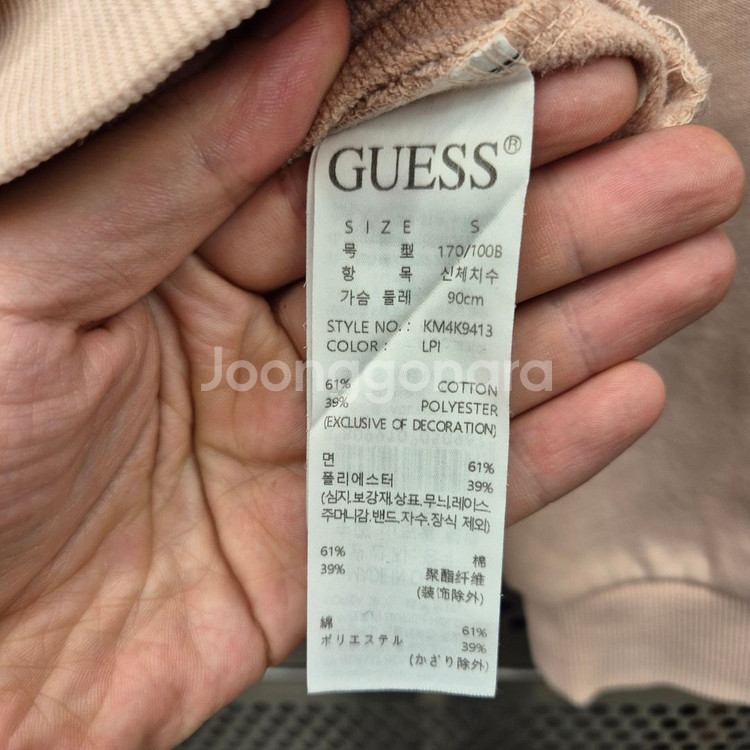 GUESS®
SIZE S
号 型 170/100B
항 목 신체치수
가슴 둘레 90cm
STYLE NO. : KM4K9413
COLOR : LPI
Joonggonara
61% COTTON
39% POLYESTER
(EXCLUSIVE OF DECORATION)
면 61%
폴리에스터 39%
(심지,보강재,상표,무늬,레이스,
주머니감,밴드,자수,장식 제외)
61% 棉
39% 聚酯纤维
(装饰除外)
綿 61%
ポリエステル 39%
(かざり除外)